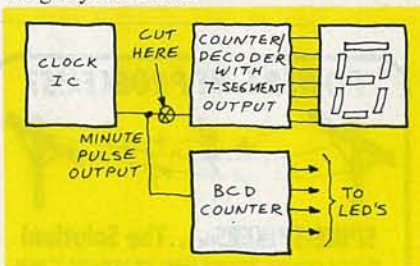 CLOCK
IC
CUT
HERE
COUNTER/
DECODER
WITH
7-SEGMENT
OUTPUT
MINUTE
PULSE
OUTPUT
BCD
COUNTER
TO
LED'S